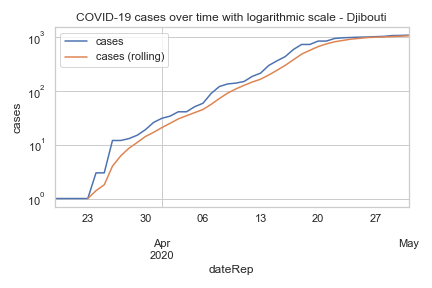 COVID-19 cases over time with logarithmic scale - Djibouti
cases
cases (rolling)
10³
10²
10¹
10⁰
cases
23
30
06
13
20
27
Apr
2020
May
dateRep